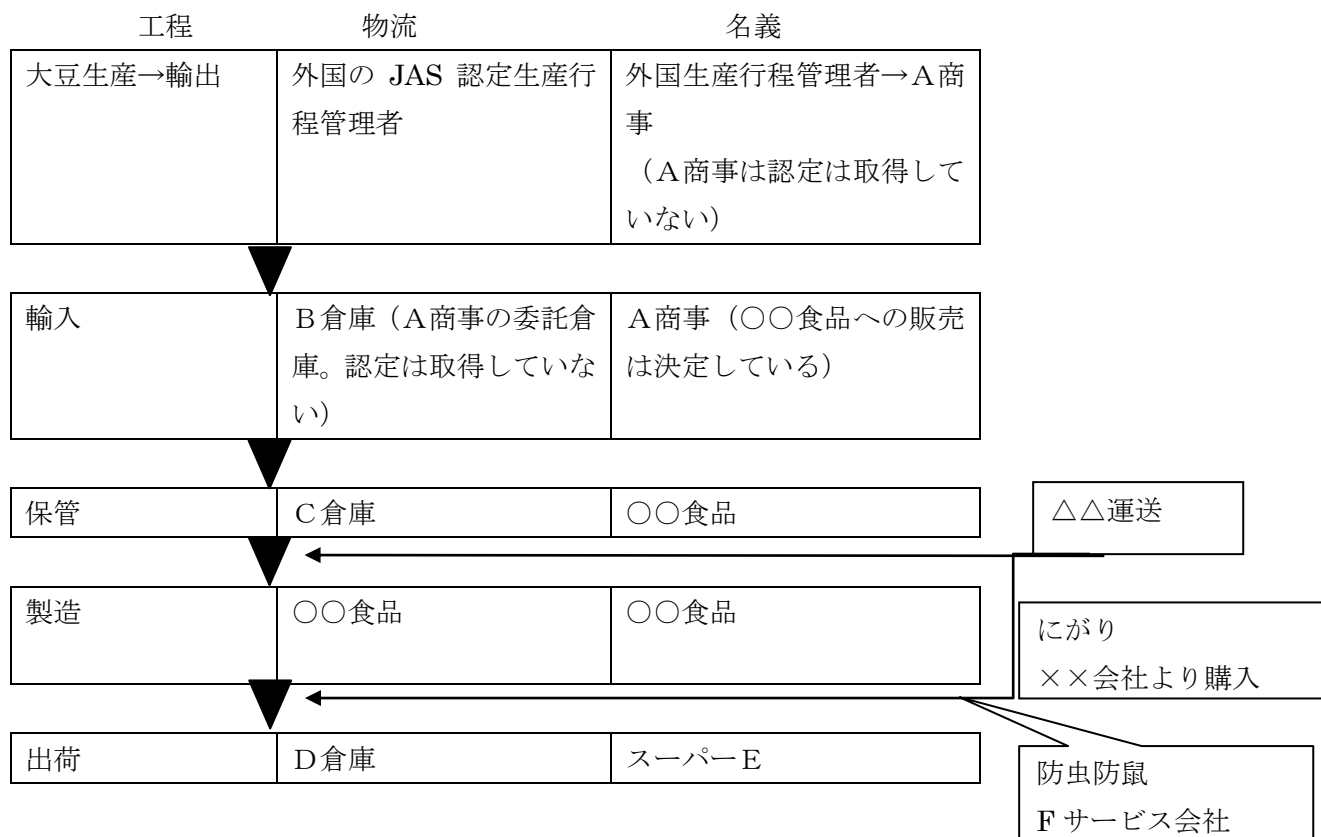 工程 物流 名義
大豆生産→輸出
外国の JAS 認定生産行
程管理者
外国生産行程管理者→Ａ商
事
（Ａ商事は認定は取得して
いない）
輸入
Ｂ倉庫（Ａ商事の委託倉
庫。認定は取得していな
い）
Ａ商事（○○食品への販売
は決定している）
保管
Ｃ倉庫
○○食品
△△運送
製造
○○食品
○○食品
にがり
××会社より購入
出荷
Ｄ倉庫
スーパーＥ
防虫防鼠
F サービス会社